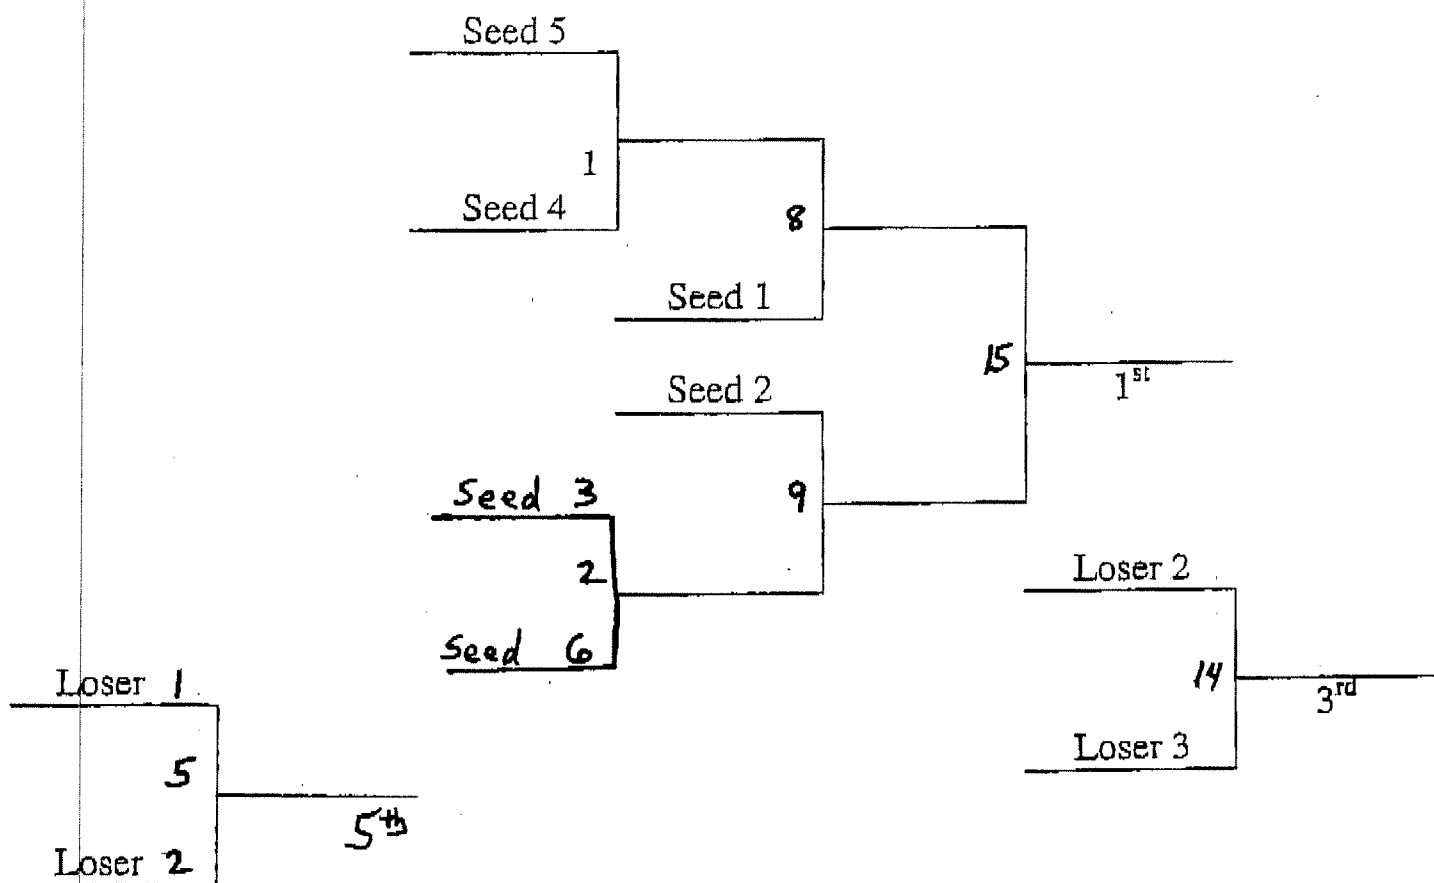 Seed 5
1
Seed 4
8
Seed 1
15
1st
Seed 2
Seed 3
9
2
Loser 2
Seed 6
Loser 1
14
3rd
Loser 3
5
5th
Loser 2